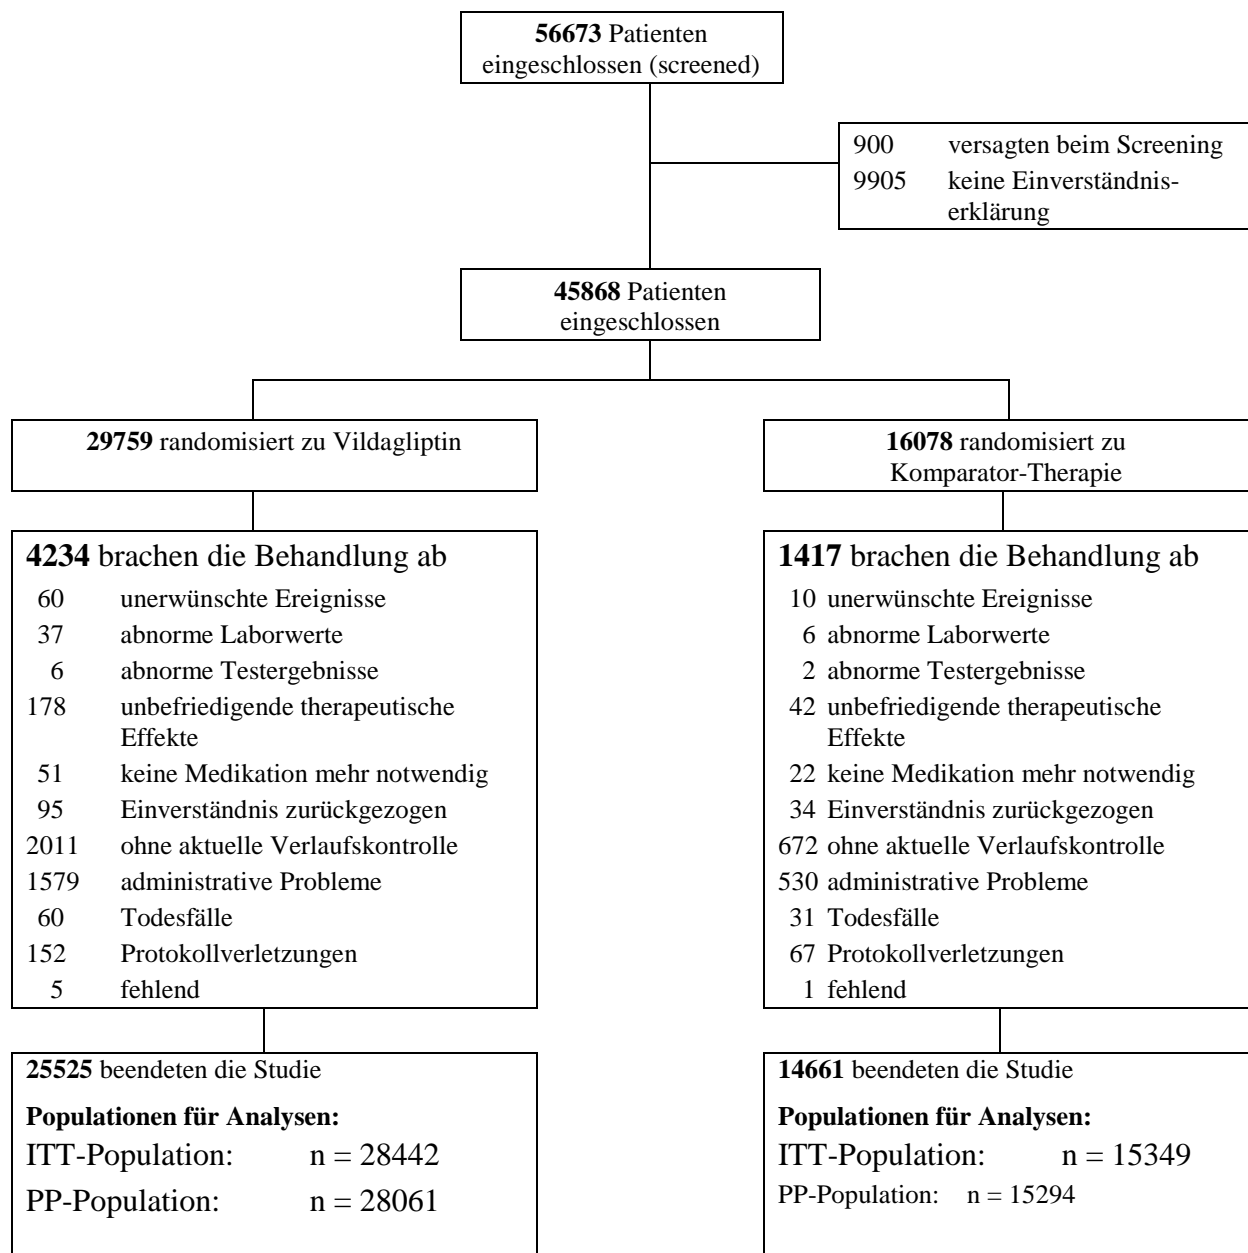 56673 Patienten
eingeschlossen (screened)
900 versagten beim Screening
9905 keine Einverständnis-
erklärung
45868 Patienten
eingeschlossen
29759 randomisiert zu Vildagliptin
16078 randomisiert zu
Komparator-Therapie
4234 brachen die Behandlung ab
60 unerwünschte Ereignisse
37 abnorme Laborwerte
6 abnorme Testergebnisse
178 unbefriedigende therapeutische
Effekte
51 keine Medikation mehr notwendig
95 Einverständnis zurückgezogen
2011 ohne aktuelle Verlaufskontrolle
1579 administrative Probleme
60 Todesfälle
152 Protokollverletzungen
5 fehlend
1417 brachen die Behandlung ab
10 unerwünschte Ereignisse
6 abnorme Laborwerte
2 abnorme Testergebnisse
42 unbefriedigende therapeutische
Effekte
22 keine Medikation mehr notwendig
34 Einverständnis zurückgezogen
672 ohne aktuelle Verlaufskontrolle
530 administrative Probleme
31 Todesfälle
67 Protokollverletzungen
1 fehlend
25525 beendeten die Studie
Populationen für Analysen:
ITT-Population: n = 28442
PP-Population: n = 28061
14661 beendeten die Studie
Populationen für Analysen:
ITT-Population: n = 15349
PP-Population: n = 15294